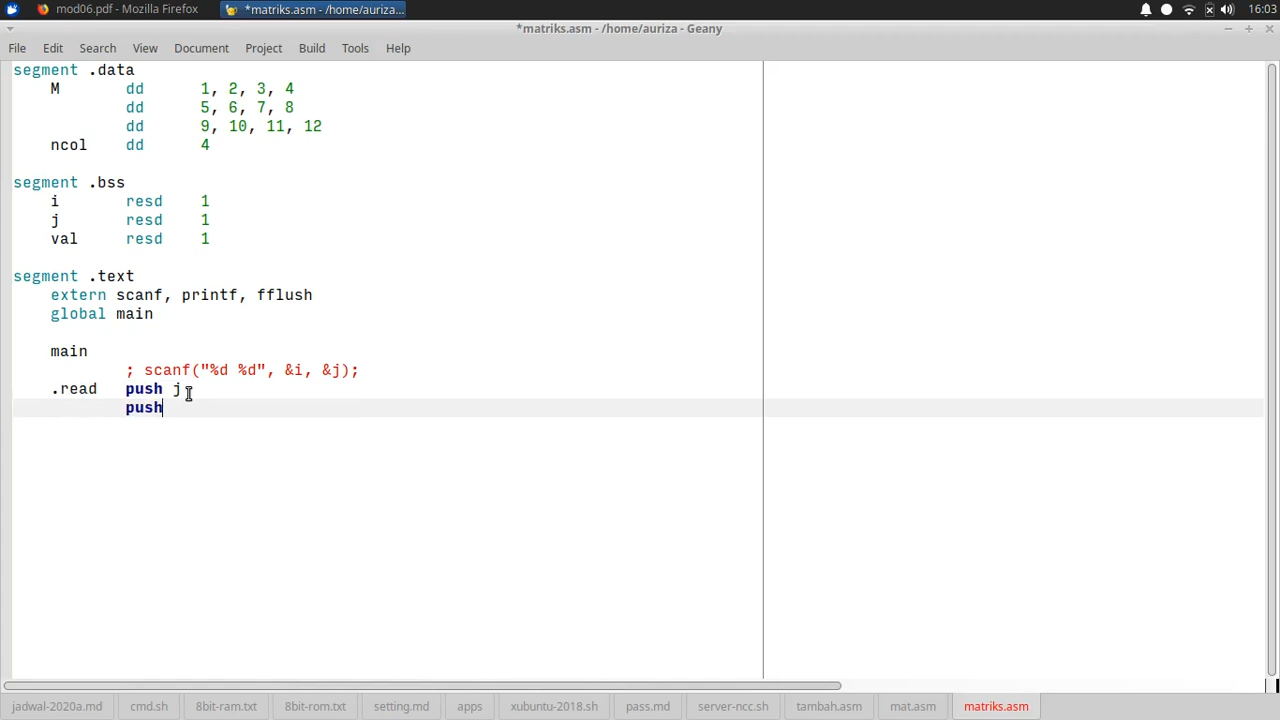 mod06.pdf - Mozilla Firefox
*matriks.asm - /home/auriza...
16:03
*matriks.asm - /home/auriza - Geany
File Edit Search View Document Project Build Tools Help
segment .data
M dd 1, 2, 3, 4
dd 5, 6, 7, 8
dd 9, 10, 11, 12
ncol dd 4
segment .bss
i resd 1
j resd 1
val resd 1
segment .text
extern scanf, printf, fflush
global main
main
; scanf("%d %d", &i, &j);
.read push j
push
jadwal-2020a.md cmd.sh 8bit-ram.txt 8bit-rom.txt setting.md apps xubuntu-2018.sh pass.md server-ncc.sh tambah.asm mat.asm matriks.asm